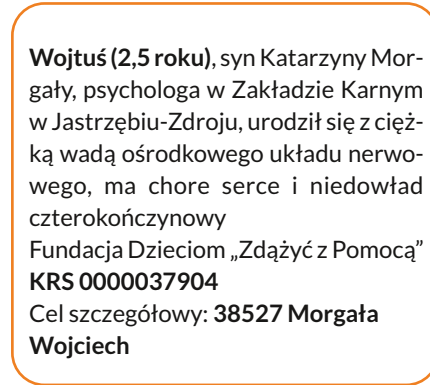 Wojtuś (2,5 roku), syn Katarzyny Mor-
gały, psychologa w Zakładzie Karnym
w Jastrzębiu-Zdroju, urodził się z cięż-
ką wadą ośrodkowego układu nerwo-
wego, ma chore serce i niedowład
czterokończynowy
Fundacja Dzieciom „Zdążyć z Pomocą”
KRS 0000037904
Cel szczegółowy: 38527 Morgała
Wojciech